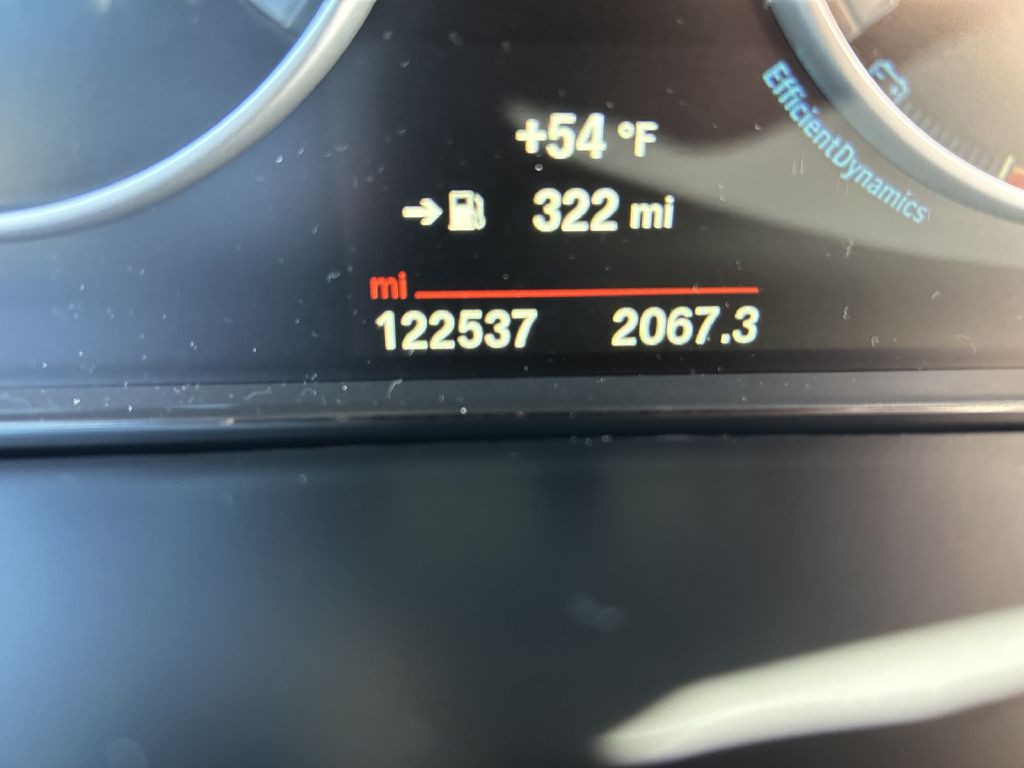 +54 °F
322 mi
mi
122537 2067.3
EfficientDynamics